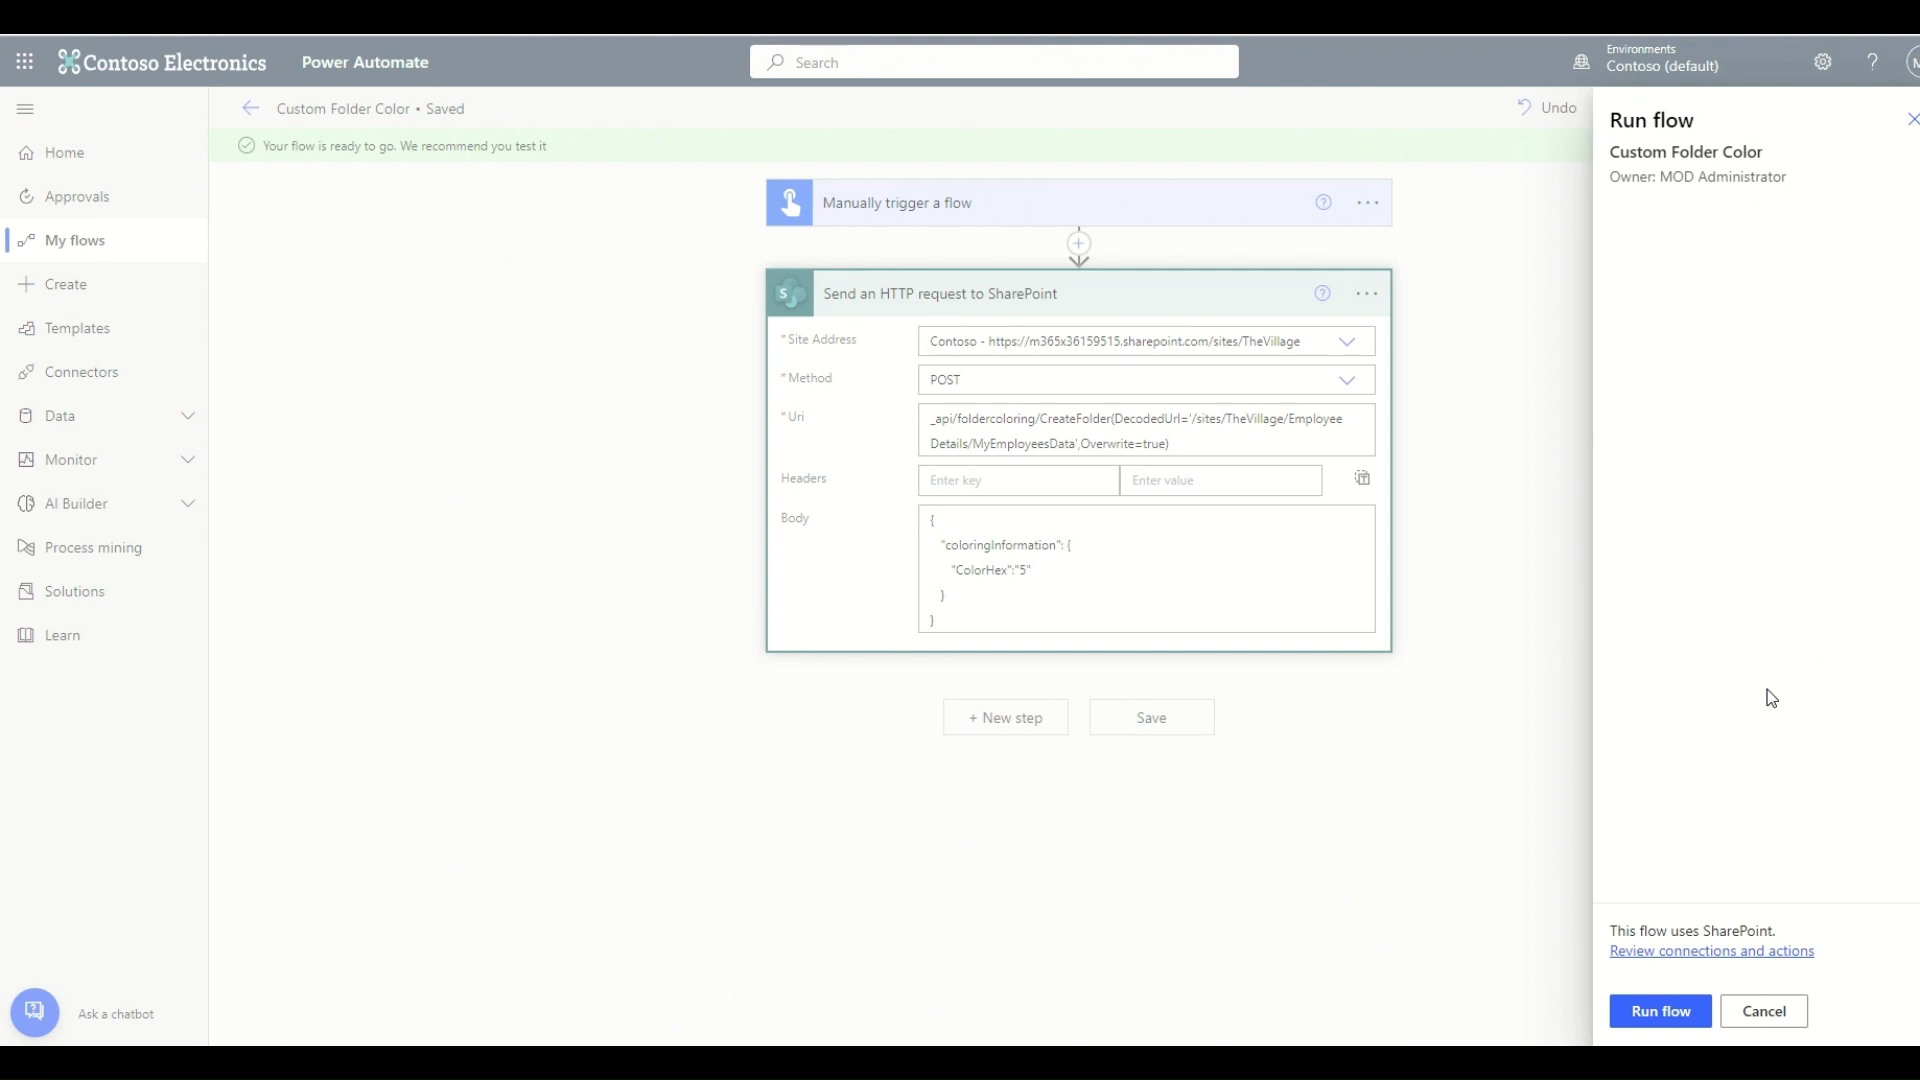 Contoso Electronics
Power Automate
Search
Environments
Contoso (default)
Custom Folder Color • Saved
Undo
Your flow is ready to go. We recommend you test it
Home
Approvals
My flows
Create
Templates
Connectors
Data
Monitor
AI Builder
Process mining
Solutions
Learn
Ask a chatbot
Manually trigger a flow
Send an HTTP request to SharePoint
* Site Address
Contoso - https://m365x36159515.sharepoint.com/sites/TheVillage
* Method
POST
* Uri
_api/foldercoloring/CreateFolder(DecodedUrl='/sites/TheVillage/Employee
Details/MyEmployeesData',Overwrite=true)
Headers
Enter key
Enter value
Body
{
"coloringInformation": {
"ColorHex":"5"
}
}
+ New step
Save
Run flow
Custom Folder Color
Owner: MOD Administrator
This flow uses SharePoint.
Review connections and actions
Run flow
Cancel